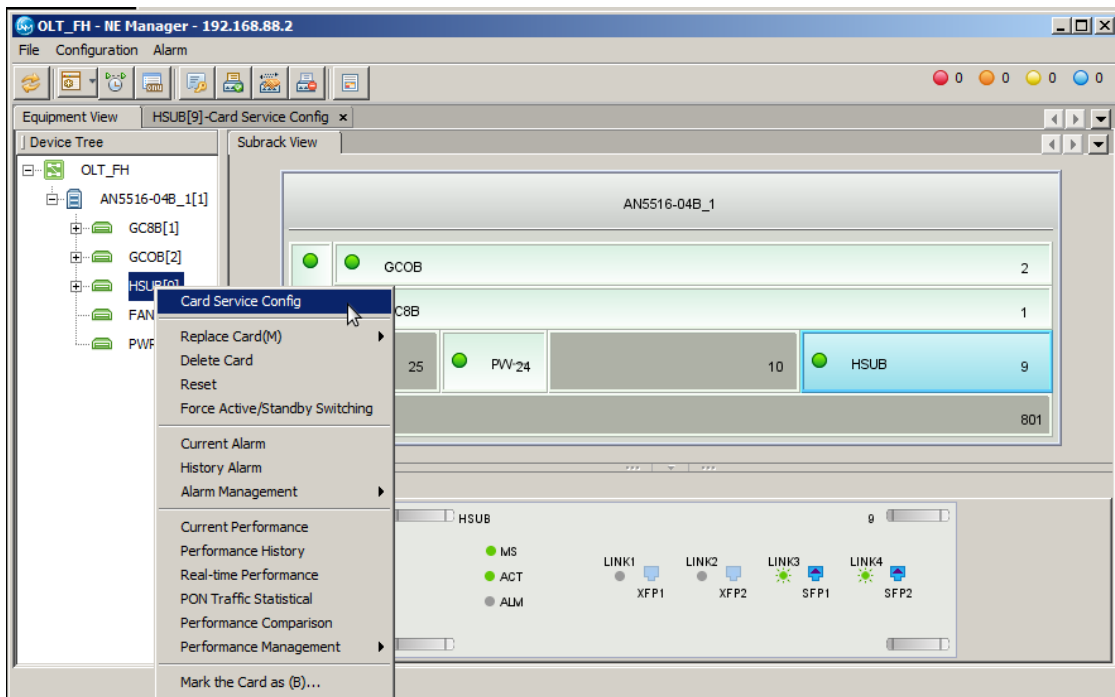 OLT_FH - NE Manager - 192.168.88.2
File Configuration Alarm
0 0 0 0
Equipment View HSUB[9]-Card Service Config x
Device Tree Subrack View
OLT_FH
AN5516-04B_1[1]
GC8B[1]
GCOB[2]
HSUB[9]
FAN
PWR
AN5516-04B_1
GCOB 2
C8B 1
25 PW-24 10 HSUB 9
801
Card Service Config
Replace Card(M)
Delete Card
Reset
Force Active/Standby Switching
Current Alarm
History Alarm
Alarm Management
Current Performance
Performance History
Real-time Performance
PON Traffic Statistical
Performance Comparison
Performance Management
Mark the Card as (B)...
HSUB 9
MS
ACT
ALM
LINK1 LINK2 LINK3 LINK4
XFP1 XFP2 SFP1 SFP2